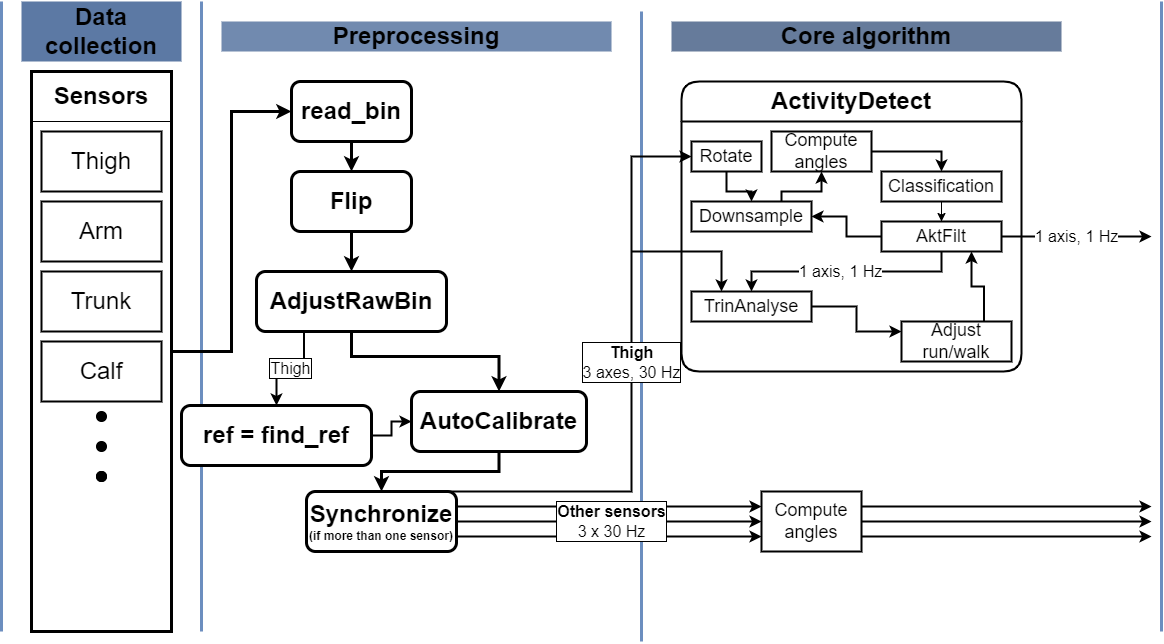 Data
collection
Preprocessing
Core algorithm
Sensors
Thigh
Arm
Trunk
Calf
read_bin
Flip
AdjustRawBin
Thigh
ref = find_ref
AutoCalibrate
Synchronize
(if more than one sensor)
Thigh
3 axes, 30 Hz
Other sensors
3 x 30 Hz
ActivityDetect
Rotate
Compute
angles
Classification
Downsample
AktFilt
1 axis, 1 Hz
1 axis, 1 Hz
TrinAnalyse
Adjust
run/walk
Compute
angles